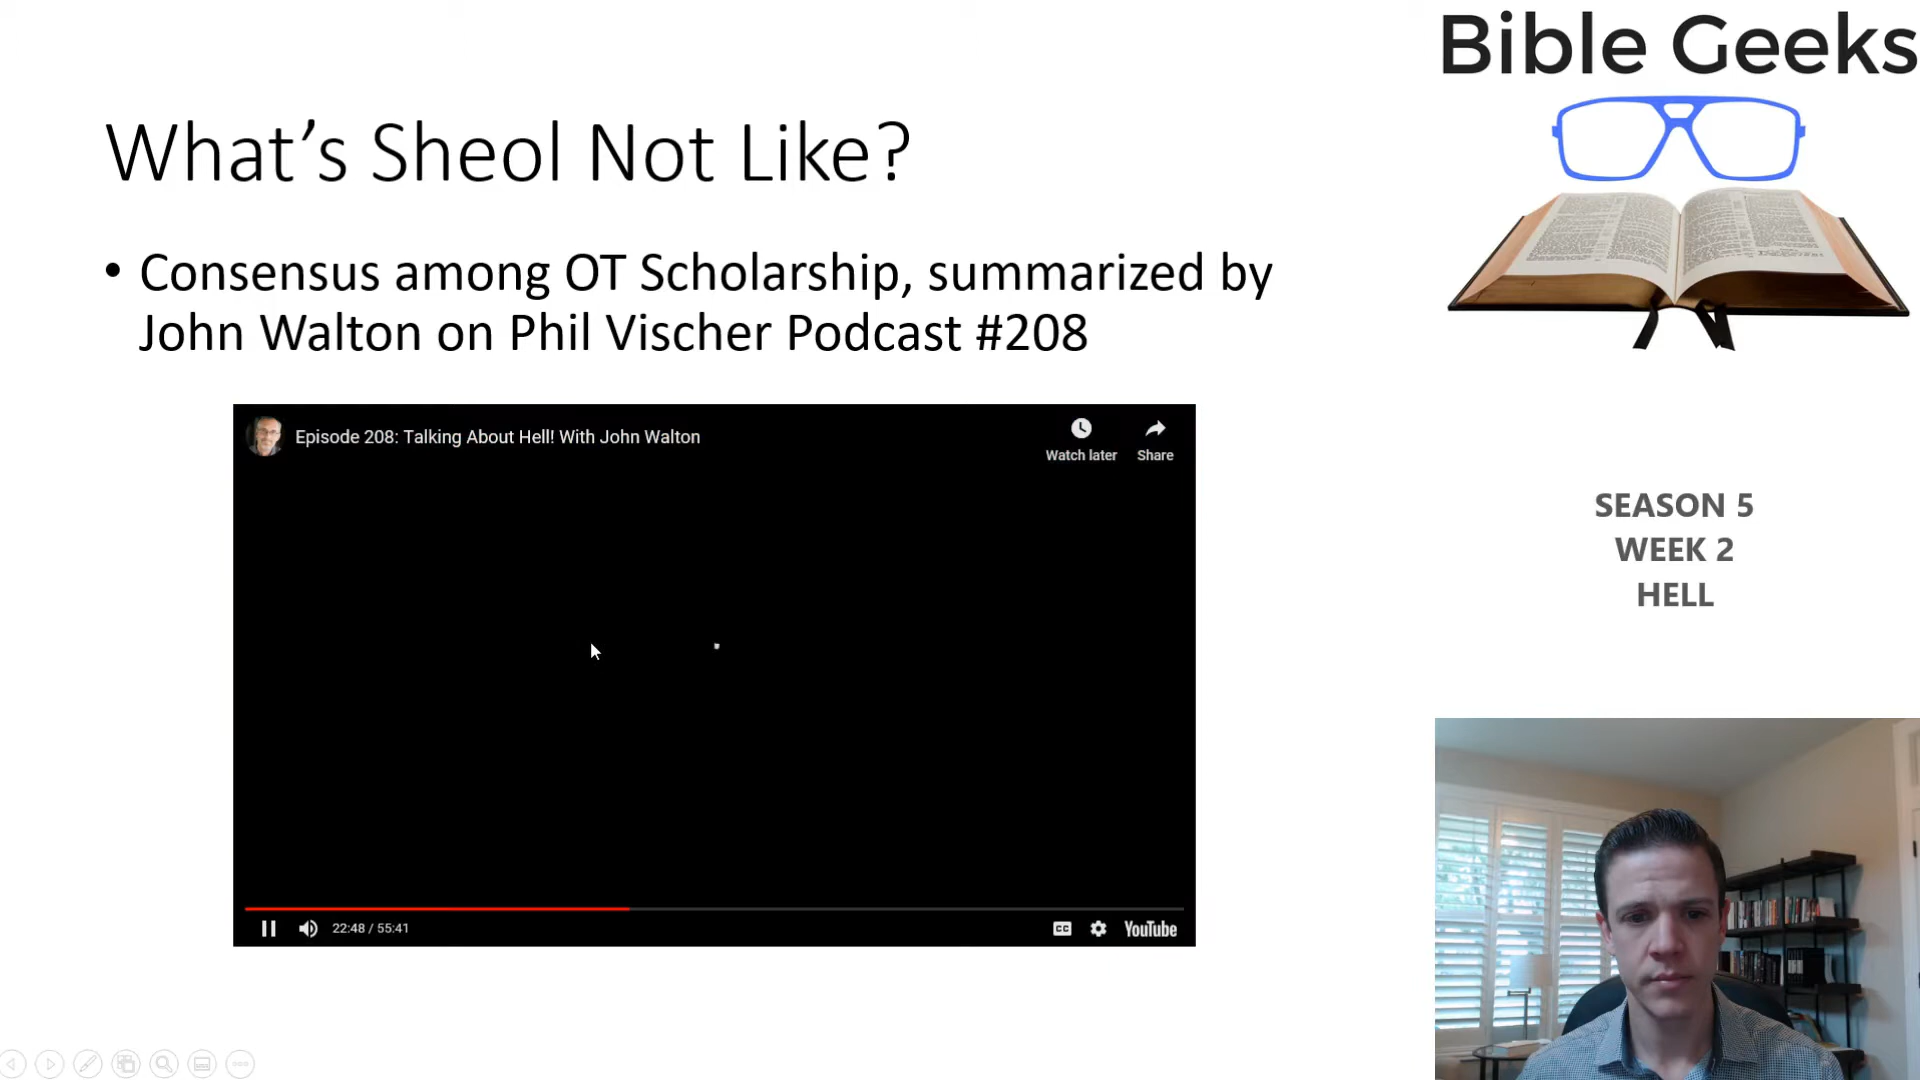 Bible Geeks
What's Sheol Not Like?
• Consensus among OT Scholarship, summarized by
John Walton on Phil Vischer Podcast #208
Episode 208: Talking About Hell! With John Walton
Watch later
Share
22:48 / 55:41
CC
YouTube
SEASON 5
WEEK 2
HELL